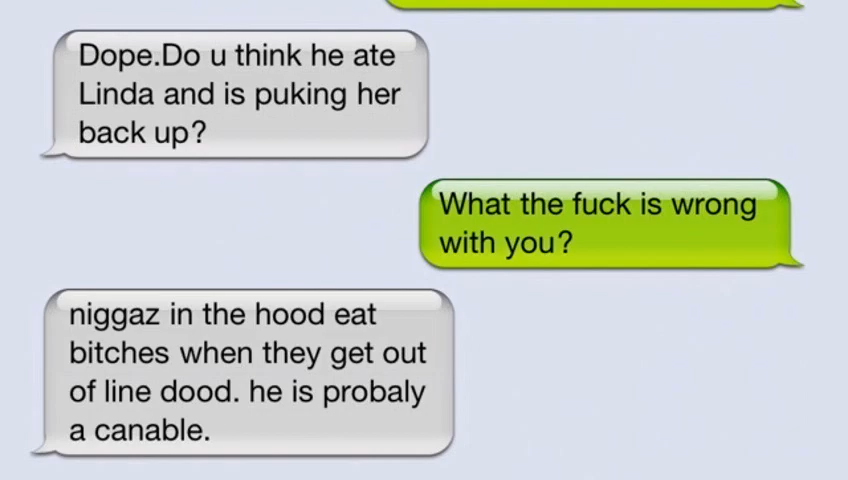 Dope.Do u think he ate
Linda and is puking her
back up?
What the fuck is wrong
with you?
niggaz in the hood eat
bitches when they get out
of line dood. he is probaly
a canable.